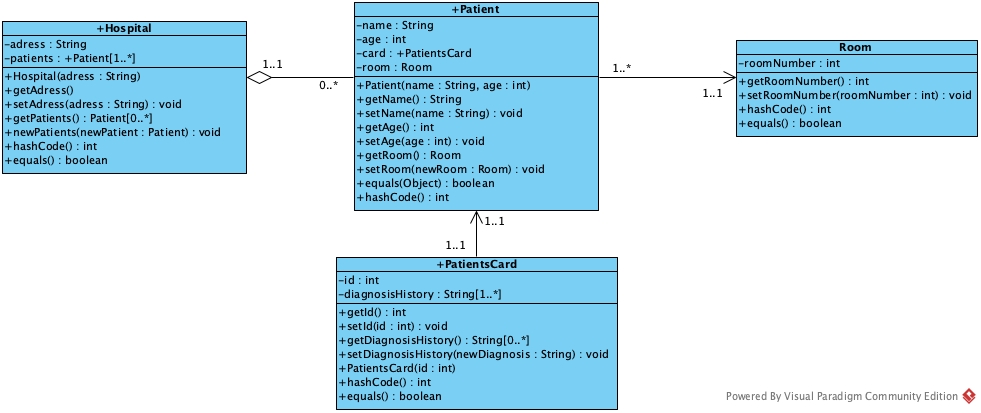 +Hospital
-adress : String
-patients : +Patient[1..*]
+Hospital(adress : String)
+getAdress()
+setAdress(adress : String) : void
+getPatients() : Patient[0..*]
+newPatients(newPatient : Patient) : void
+hashCode() : int
+equals() : boolean
1..1
0..*
+Patient
-name : String
-age : int
-card : +PatientsCard
-room : Room
+Patient(name : String, age : int)
+getName() : String
+setName(name : String) : void
+getAge() : int
+setAge(age : int) : void
+getRoom() : Room
+setRoom(newRoom : Room) : void
+equals(Object) : boolean
+hashCode() : int
1..*
1..1
Room
-roomNumber : int
+getRoomNumber() : int
+setRoomNumber(roomNumber : int) : void
+hashCode() : int
+equals() : boolean
1..1
1..1
+PatientsCard
-id : int
-diagnosisHistory : String[1..*]
+getId() : int
+setId(id : int) : void
+getDiagnosisHistory() : String[0..*]
+setDiagnosisHistory(newDiagnosis : String) : void
+PatientsCard(id : int)
+hashCode() : int
+equals() : boolean
Powered By Visual Paradigm Community Edition